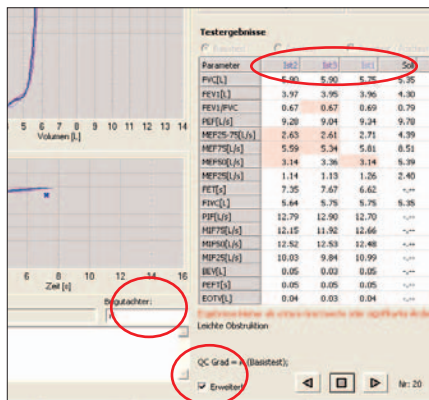 Testergebnisse
Parameter Ist2 Ist3 Ist1 Soll
FVC[L] 5.90 5.90 5.75 5.35
FEV1[L] 3.97 3.95 3.96 4.30
FEV1/FVC 0.67 0.67 0.69 0.79
PEF[L/s] 9.28 9.04 9.34 9.78
MEF25-75[L/s] 2.63 2.61 2.71 4.39
MEF75[L/s] 5.59 5.34 5.81 8.51
MEF50[L/s] 3.14 3.36 3.14 5.39
MEF25[L/s] 1.14 1.13 1.26 2.40
FET[s] 7.35 7.67 6.62 -.--
FIVC[L] 5.64 5.75 5.75 5.35
PIF[L/s] 12.79 12.90 12.70 -.--
MIF75[L/s] 12.15 11.92 12.66 -.--
MIF50[L/s] 12.52 12.53 12.48 -.--
MIF25[L/s] 10.03 9.84 10.99 -.--
BEV[L] 0.05 0.03 0.05 -.--
PEFT[s] 0.05 0.05 0.05 -.--
EOTV[L] 0.04 0.03 0.04 -.--
Leichte Obstruktion
QC Grad = (Basistest);
Erweitert
Nr: 20
4 5 6 7 8 9 10 11 12 13 14
Volumen [L]
6 8 10 12 14 16
Zeit [s]
Begutachter: